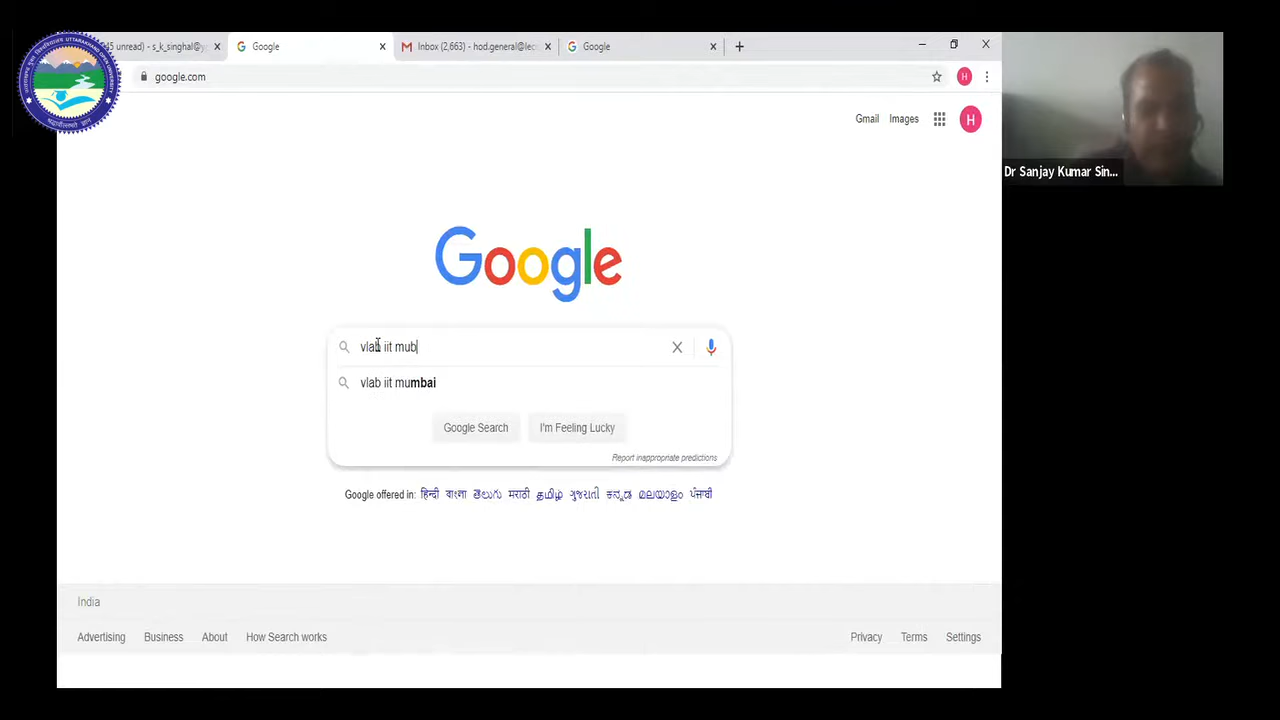 45 unread) - s_k_singhal@y
Google
Inbox (2,663) - hod.general@lec
Google
google.com
H
Gmail
Images
H
Dr Sanjay Kumar Sin...
Google
vlab iit mub
vlab iit mumbai
Google Search
I'm Feeling Lucky
Report inappropriate predictions
Google offered in: हिन्दी বাংলা తెలుగు मराठी தமிழ் ગુજરાતી ಕನ್ನಡ മലയാളം ਪੰਜਾਬੀ
India
Advertising
Business
About
How Search works
Privacy
Terms
Settings